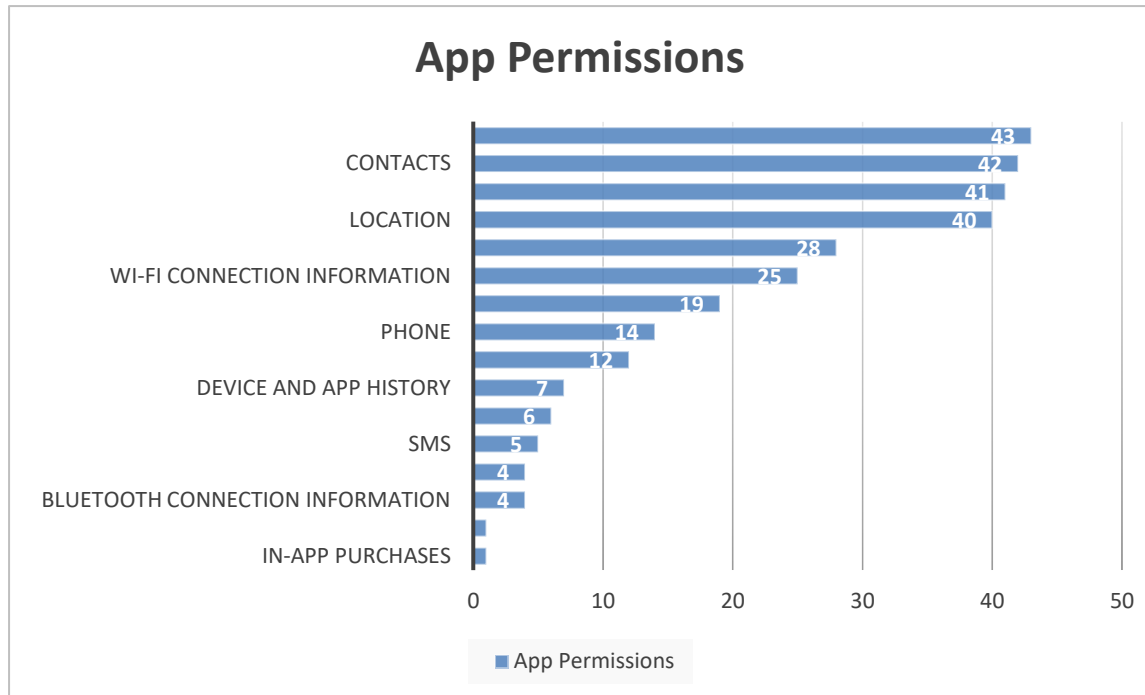 App Permissions
43
CONTACTS 42
41
LOCATION 40
28
WI-FI CONNECTION INFORMATION 25
19
PHONE 14
12
DEVICE AND APP HISTORY 7
6
SMS 5
4
BLUETOOTH CONNECTION INFORMATION 4
IN-APP PURCHASES
0 10 20 30 40 50
App Permissions